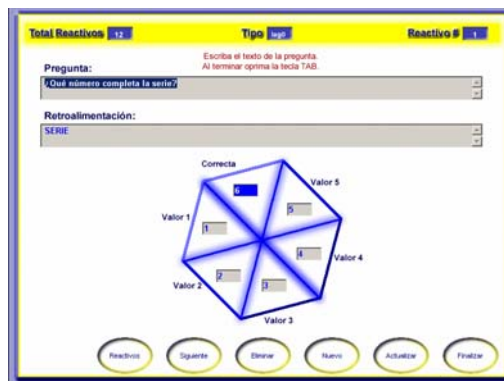 Total Reactivos 12 Tipo log0 Reactivo # 1
Escriba el texto de la pregunta.
Al terminar oprima la tecla TAB.
Pregunta:
¿Qué número completa la serie?
Retroalimentación:
SERIE
Correcta
6
Valor 5
5
Valor 1
1
Valor 4
4
Valor 2
2
3
Valor 3
Reactivos Siguiente Eliminar Nuevo Actualizar Finalizar